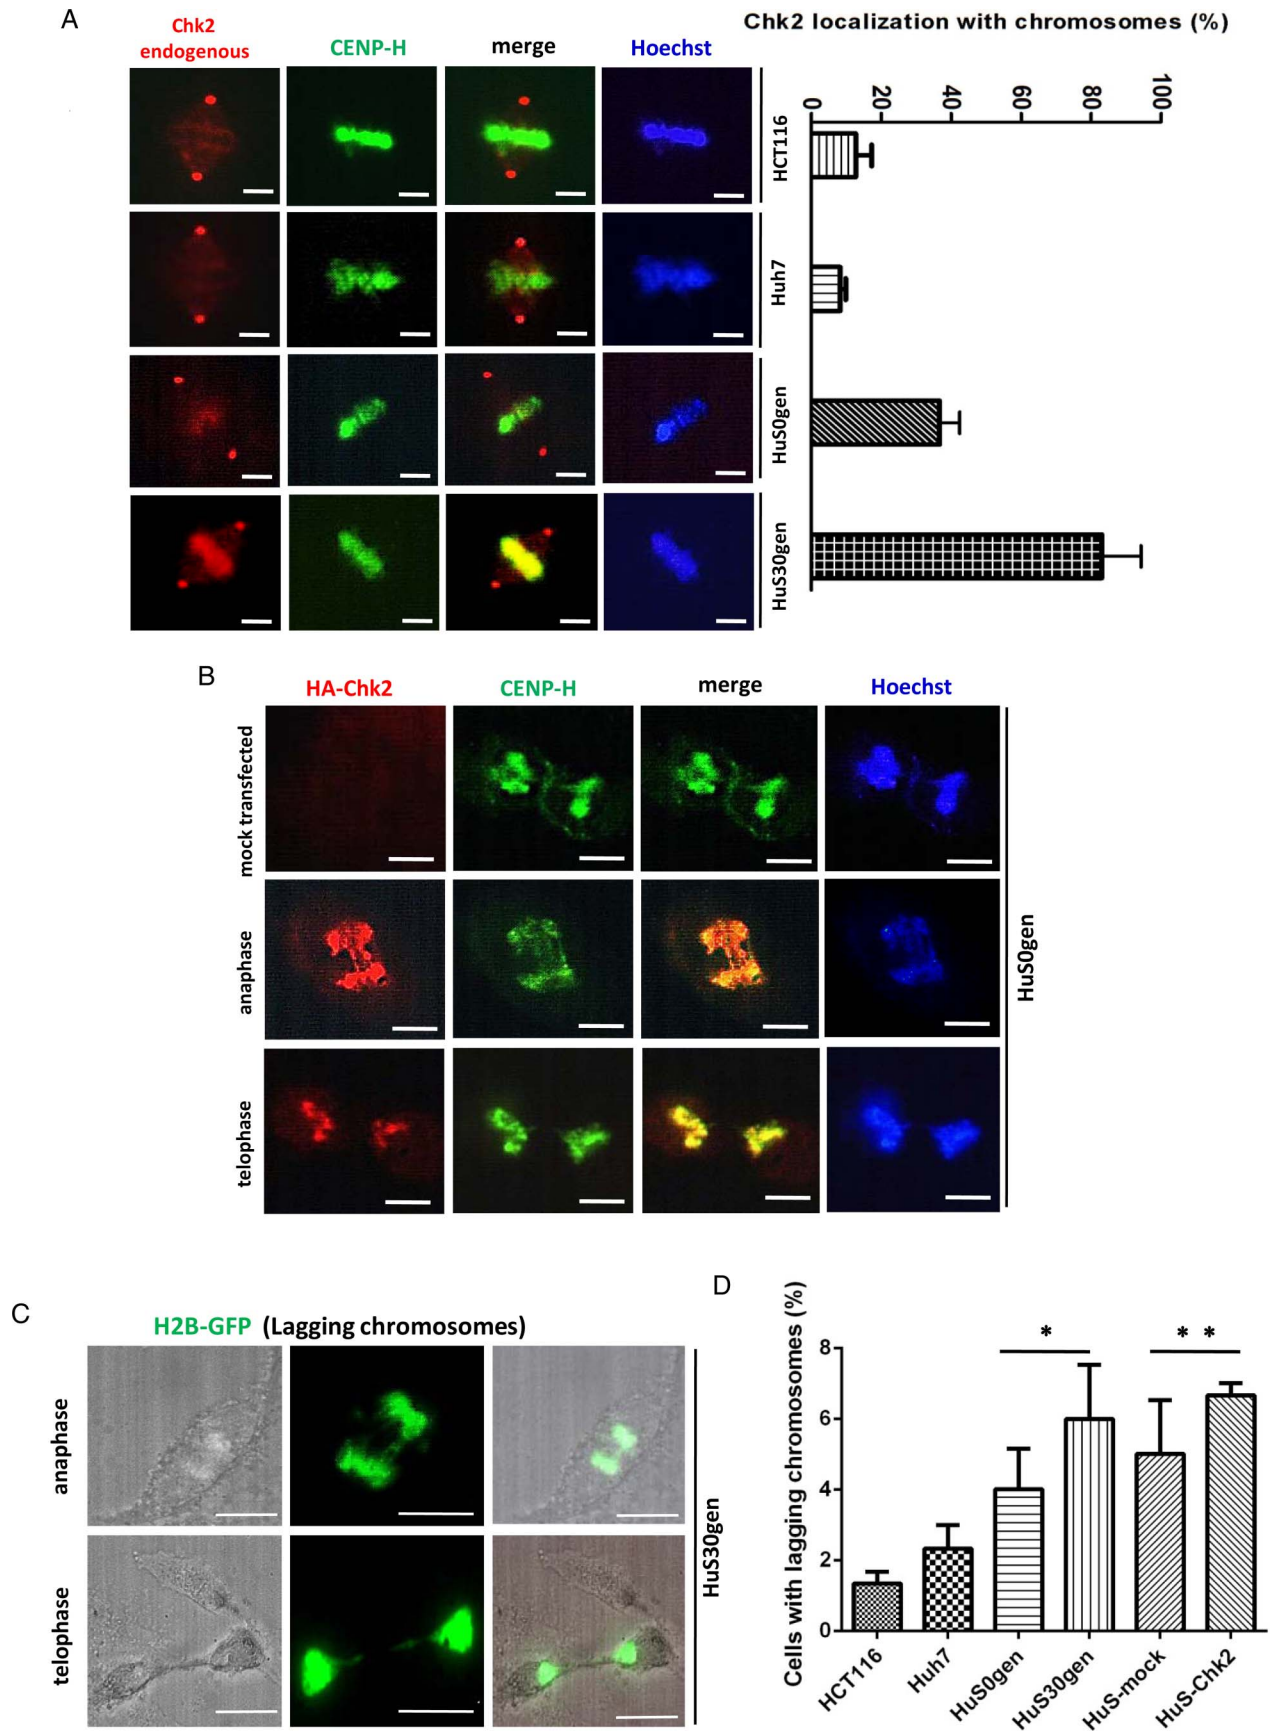 A
Chk2 endogenous
CENP-H
merge
Hoechst
Chk2 localization with chromosomes (%)
0
20
40
60
80
100
HCT116
Huh7
HuS0gen
HuS30gen
B
HA-Chk2
CENP-H
merge
Hoechst
mock transfected
anaphase
telophase
HuS0gen
C
H2B-GFP (Lagging chromosomes)
anaphase
telophase
HuS30gen
D
Cells with lagging chromosomes (%)
8
6
4
2
0
*
* *
HCT116
Huh7
HuS0gen
HuS30gen
HuS-mock
HuS-Chk2